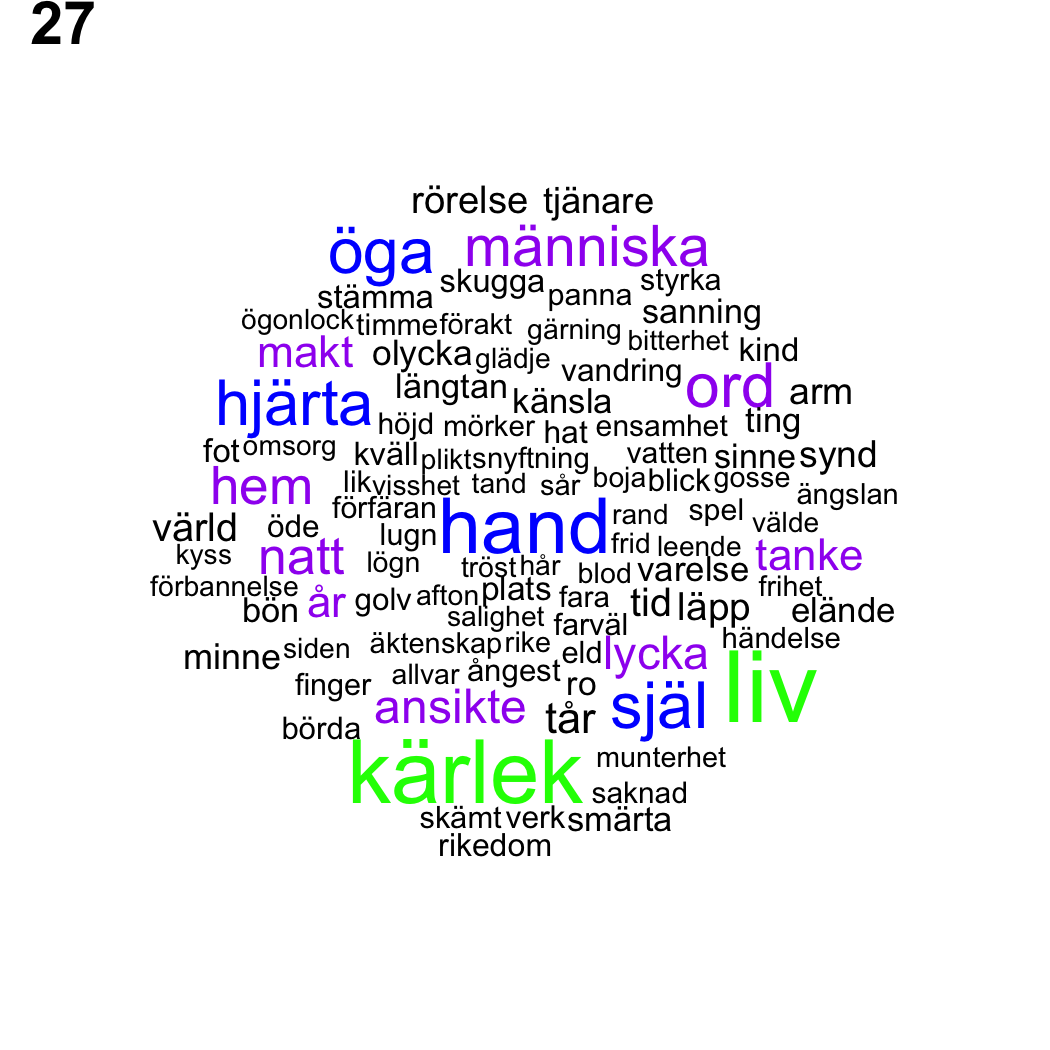 27
rörelse tjänare
öga människa
skugga styrka
stämma panna
sanning
ögonlock timme förakt gärning
bitterhet
makt olycka glädje kind
vandring
längtan ord arm
hjärta känsla
höjd mörker hat ensamhet ting
fot omsorg kväll plikt snyftning vatten sinne synd
hem lik visshet tand sår boja blick gosse
ängslan
förfäran hand rand spel välde
värld öde lugn
kyss natt lögn frid leende tanke
tröst hår blod varelse
förbannelse frihet
bön år golv afton plats fara tid läpp elände
salighet farväl
händelse
minne siden äktenskap rike eld lycka
finger allvar ångest ro liv
ansikte tår själ
börda
kärlek munterhet
saknad
skämt verk smärta
rikedom